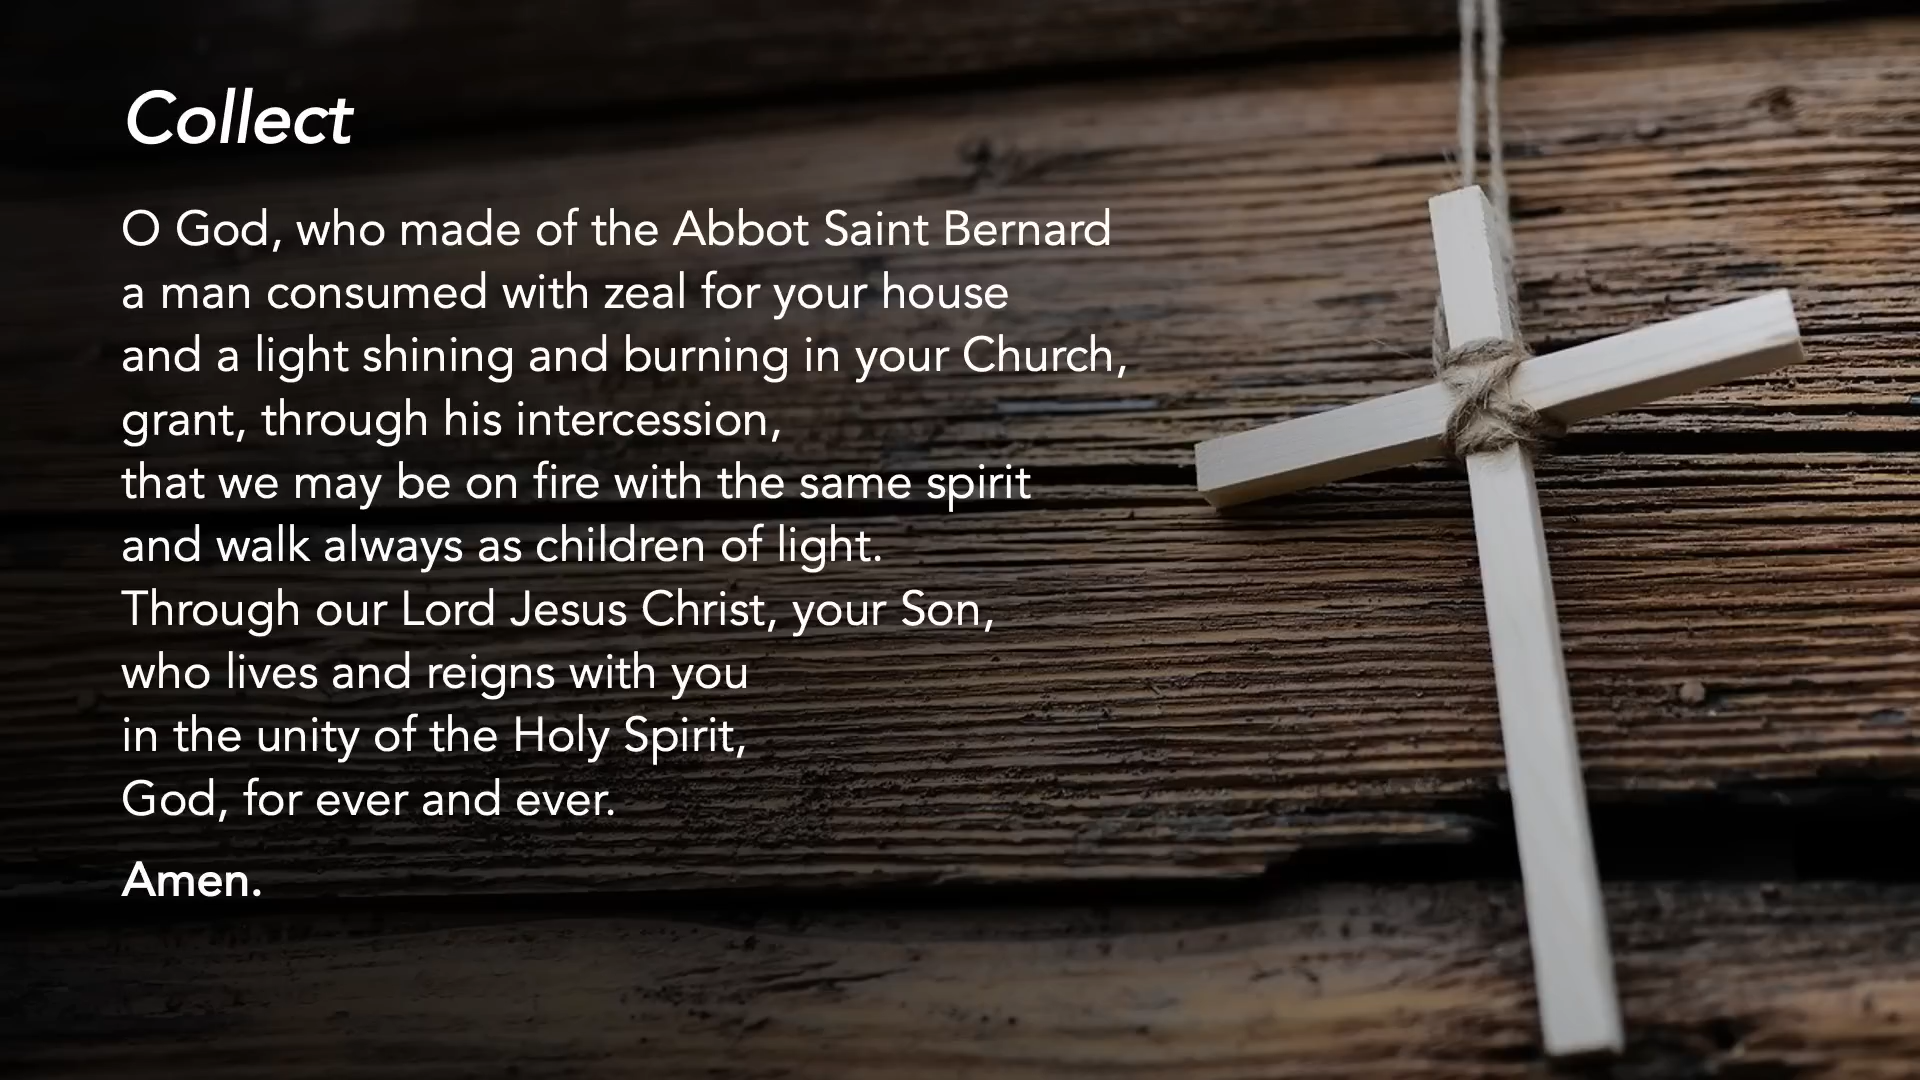 Collect
O God, who made of the Abbot Saint Bernard
a man consumed with zeal for your house
and a light shining and burning in your Church,
grant, through his intercession,
that we may be on fire with the same spirit
and walk always as children of light.
Through our Lord Jesus Christ, your Son,
who lives and reigns with you
in the unity of the Holy Spirit,
God, for ever and ever.
Amen.